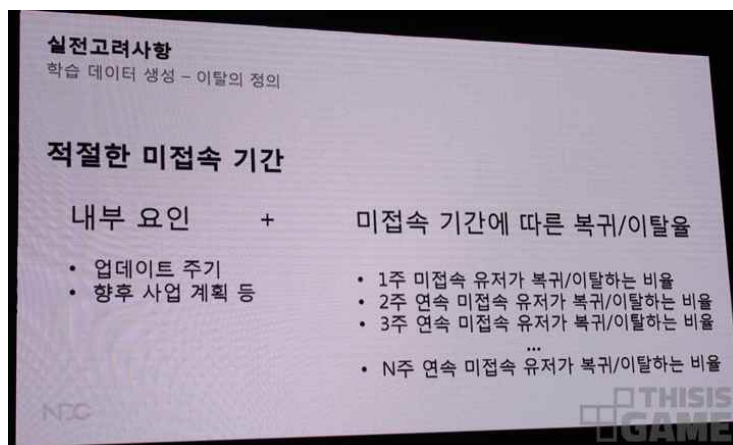 실전고려사항
학습 데이터 생성 – 이탈의 정의
적절한 미접속 기간
내부 요인 + 미접속 기간에 따른 복귀/이탈율
• 업데이트 주기
• 향후 사업 계획 등
• 1주 미접속 유저가 복귀/이탈하는 비율
• 2주 연속 미접속 유저가 복귀/이탈하는 비율
• 3주 연속 미접속 유저가 복귀/이탈하는 비율
...
• N주 연속 미접속 유저가 복귀/이탈하는 비율
NDC
THISIS
GAME